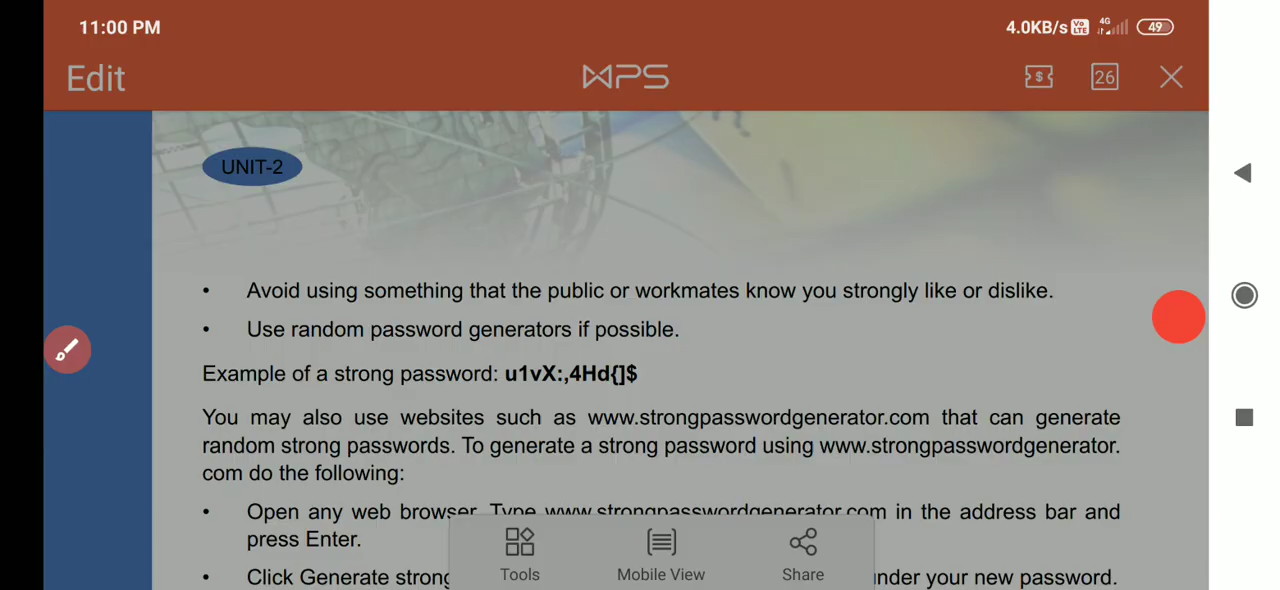 11:00 PM 4.0KB/s Vo LTE 4G 49
Edit WPS $ 26
UNIT-2
• Avoid using something that the public or workmates know you strongly like or dislike.
• Use random password generators if possible.
Example of a strong password: u1vX:,4Hd{]$
You may also use websites such as www.strongpasswordgenerator.com that can generate
random strong passwords. To generate a strong password using www.strongpasswordgenerator.
com do the following:
• Open any web browser. Type www.strongpasswordgenerator.com in the address bar and
press Enter.
• Click Generate strong under your new password.
Tools Mobile View Share